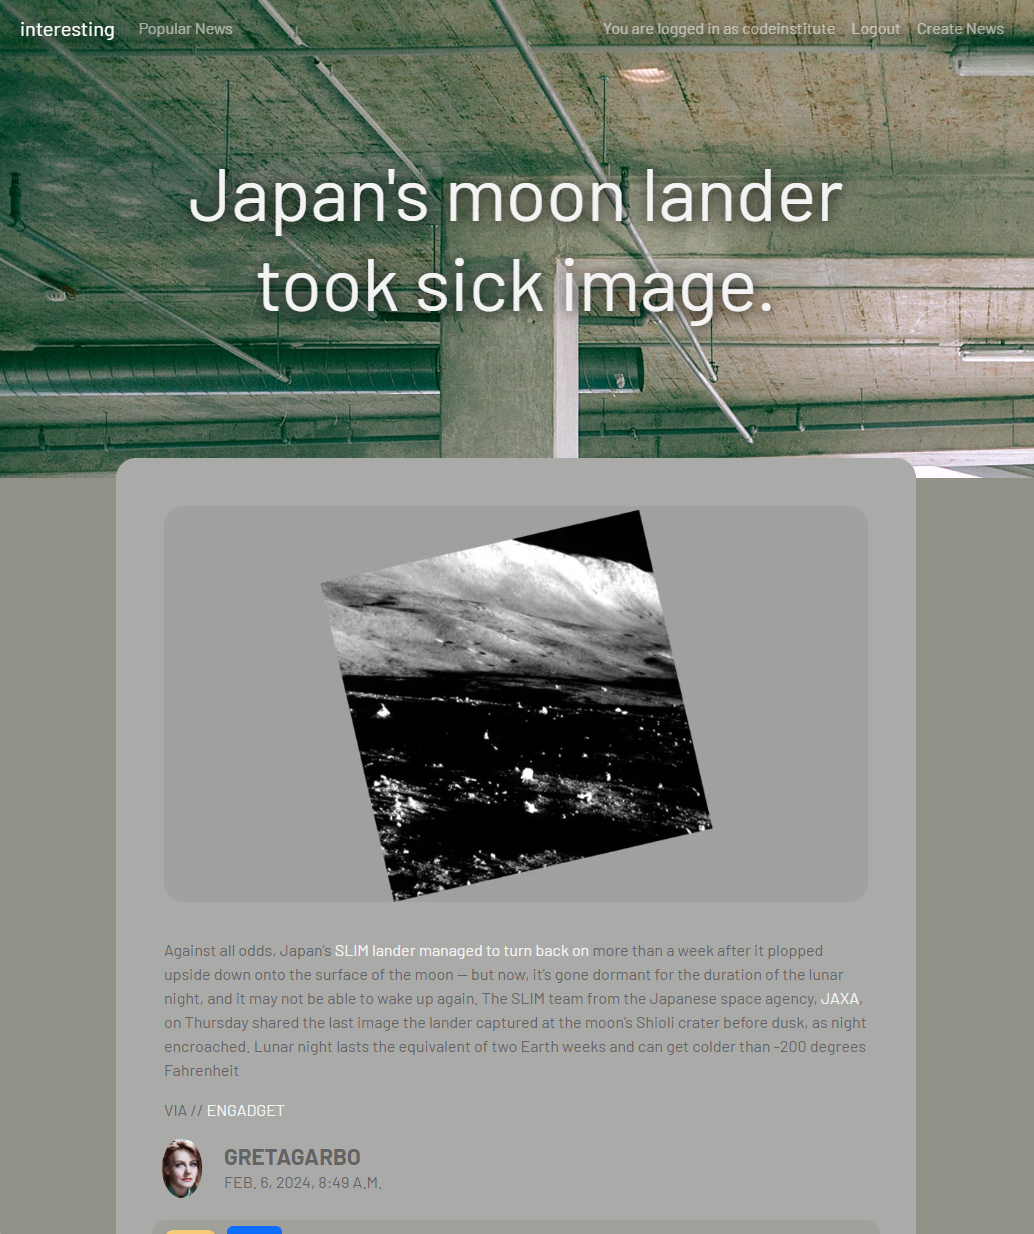 interesting Popular News You are logged in as codeinstitute Logout Create News
Japan's moon lander
took sick image.
Against all odds, Japan’s SLIM lander managed to turn back on more than a week after it plopped
upside down onto the surface of the moon — but now, it’s gone dormant for the duration of the lunar
night, and it may not be able to wake up again. The SLIM team from the Japanese space agency, JAXA,
on Thursday shared the last image the lander captured at the moon’s Shioli crater before dusk, as night
encroached. Lunar night lasts the equivalent of two Earth weeks and can get colder than -200 degrees
Fahrenheit
VIA // ENGADGET
GRETAGARBO
FEB. 6, 2024, 8:49 A.M.